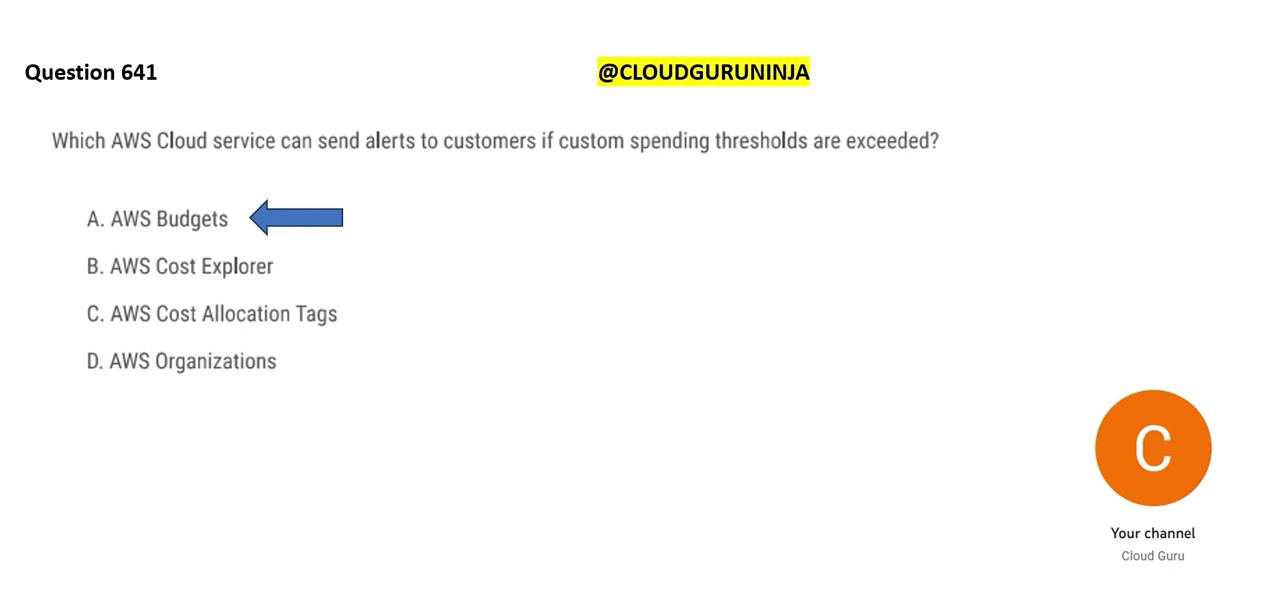 Question 641
@CLOUDGURUNINJA
Which AWS Cloud service can send alerts to customers if custom spending thresholds are exceeded?
A. AWS Budgets
B. AWS Cost Explorer
C. AWS Cost Allocation Tags
D. AWS Organizations
C
Your channel
Cloud Guru